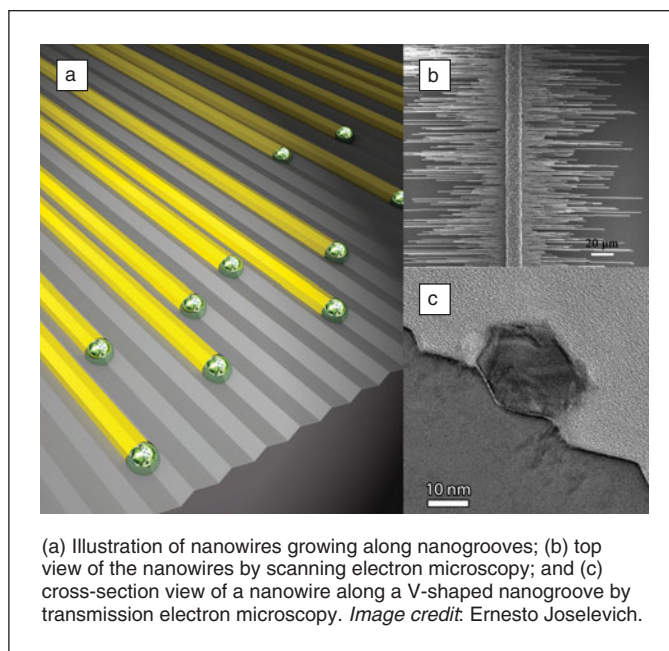 a
b
20 µm
c
10 nm
(a) Illustration of nanowires growing along nanogrooves; (b) top
view of the nanowires by scanning electron microscopy; and (c)
cross-section view of a nanowire along a V-shaped nanogroove by
transmission electron microscopy. Image credit: Ernesto Joselevich.